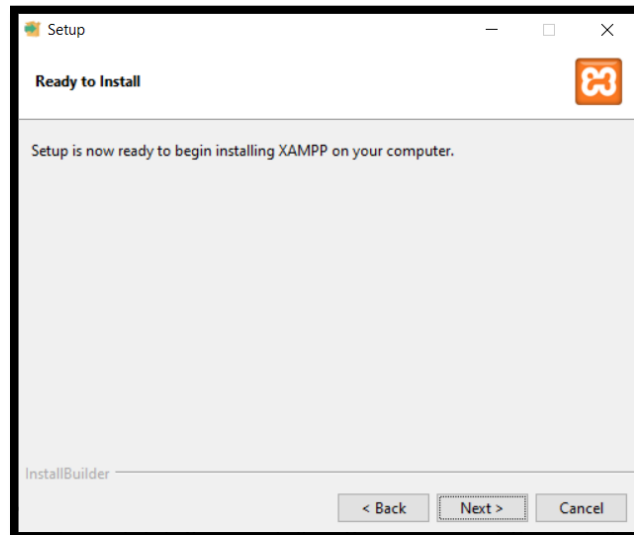 Setup
Ready to Install
Setup is now ready to begin installing XAMPP on your computer.
InstallBuilder
< Back Next > Cancel